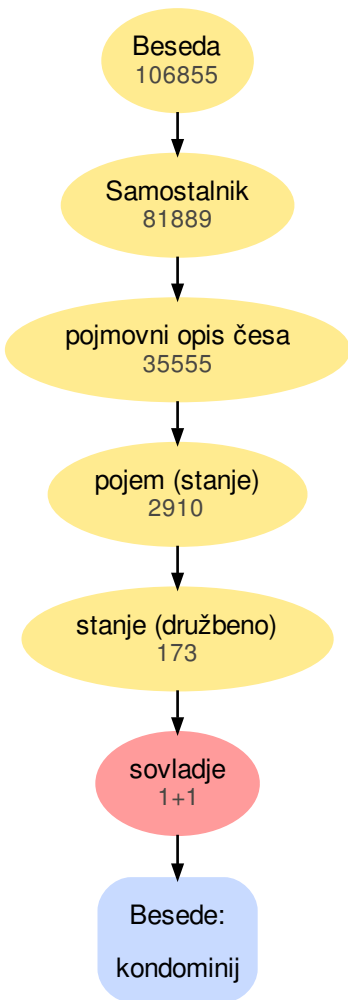 Beseda
106855
Samostalnik
81889
pojmovni opis česa
35555
pojem (stanje)
2910
stanje (družbeno)
173
sovladje
1+1
Besede:
kondominij